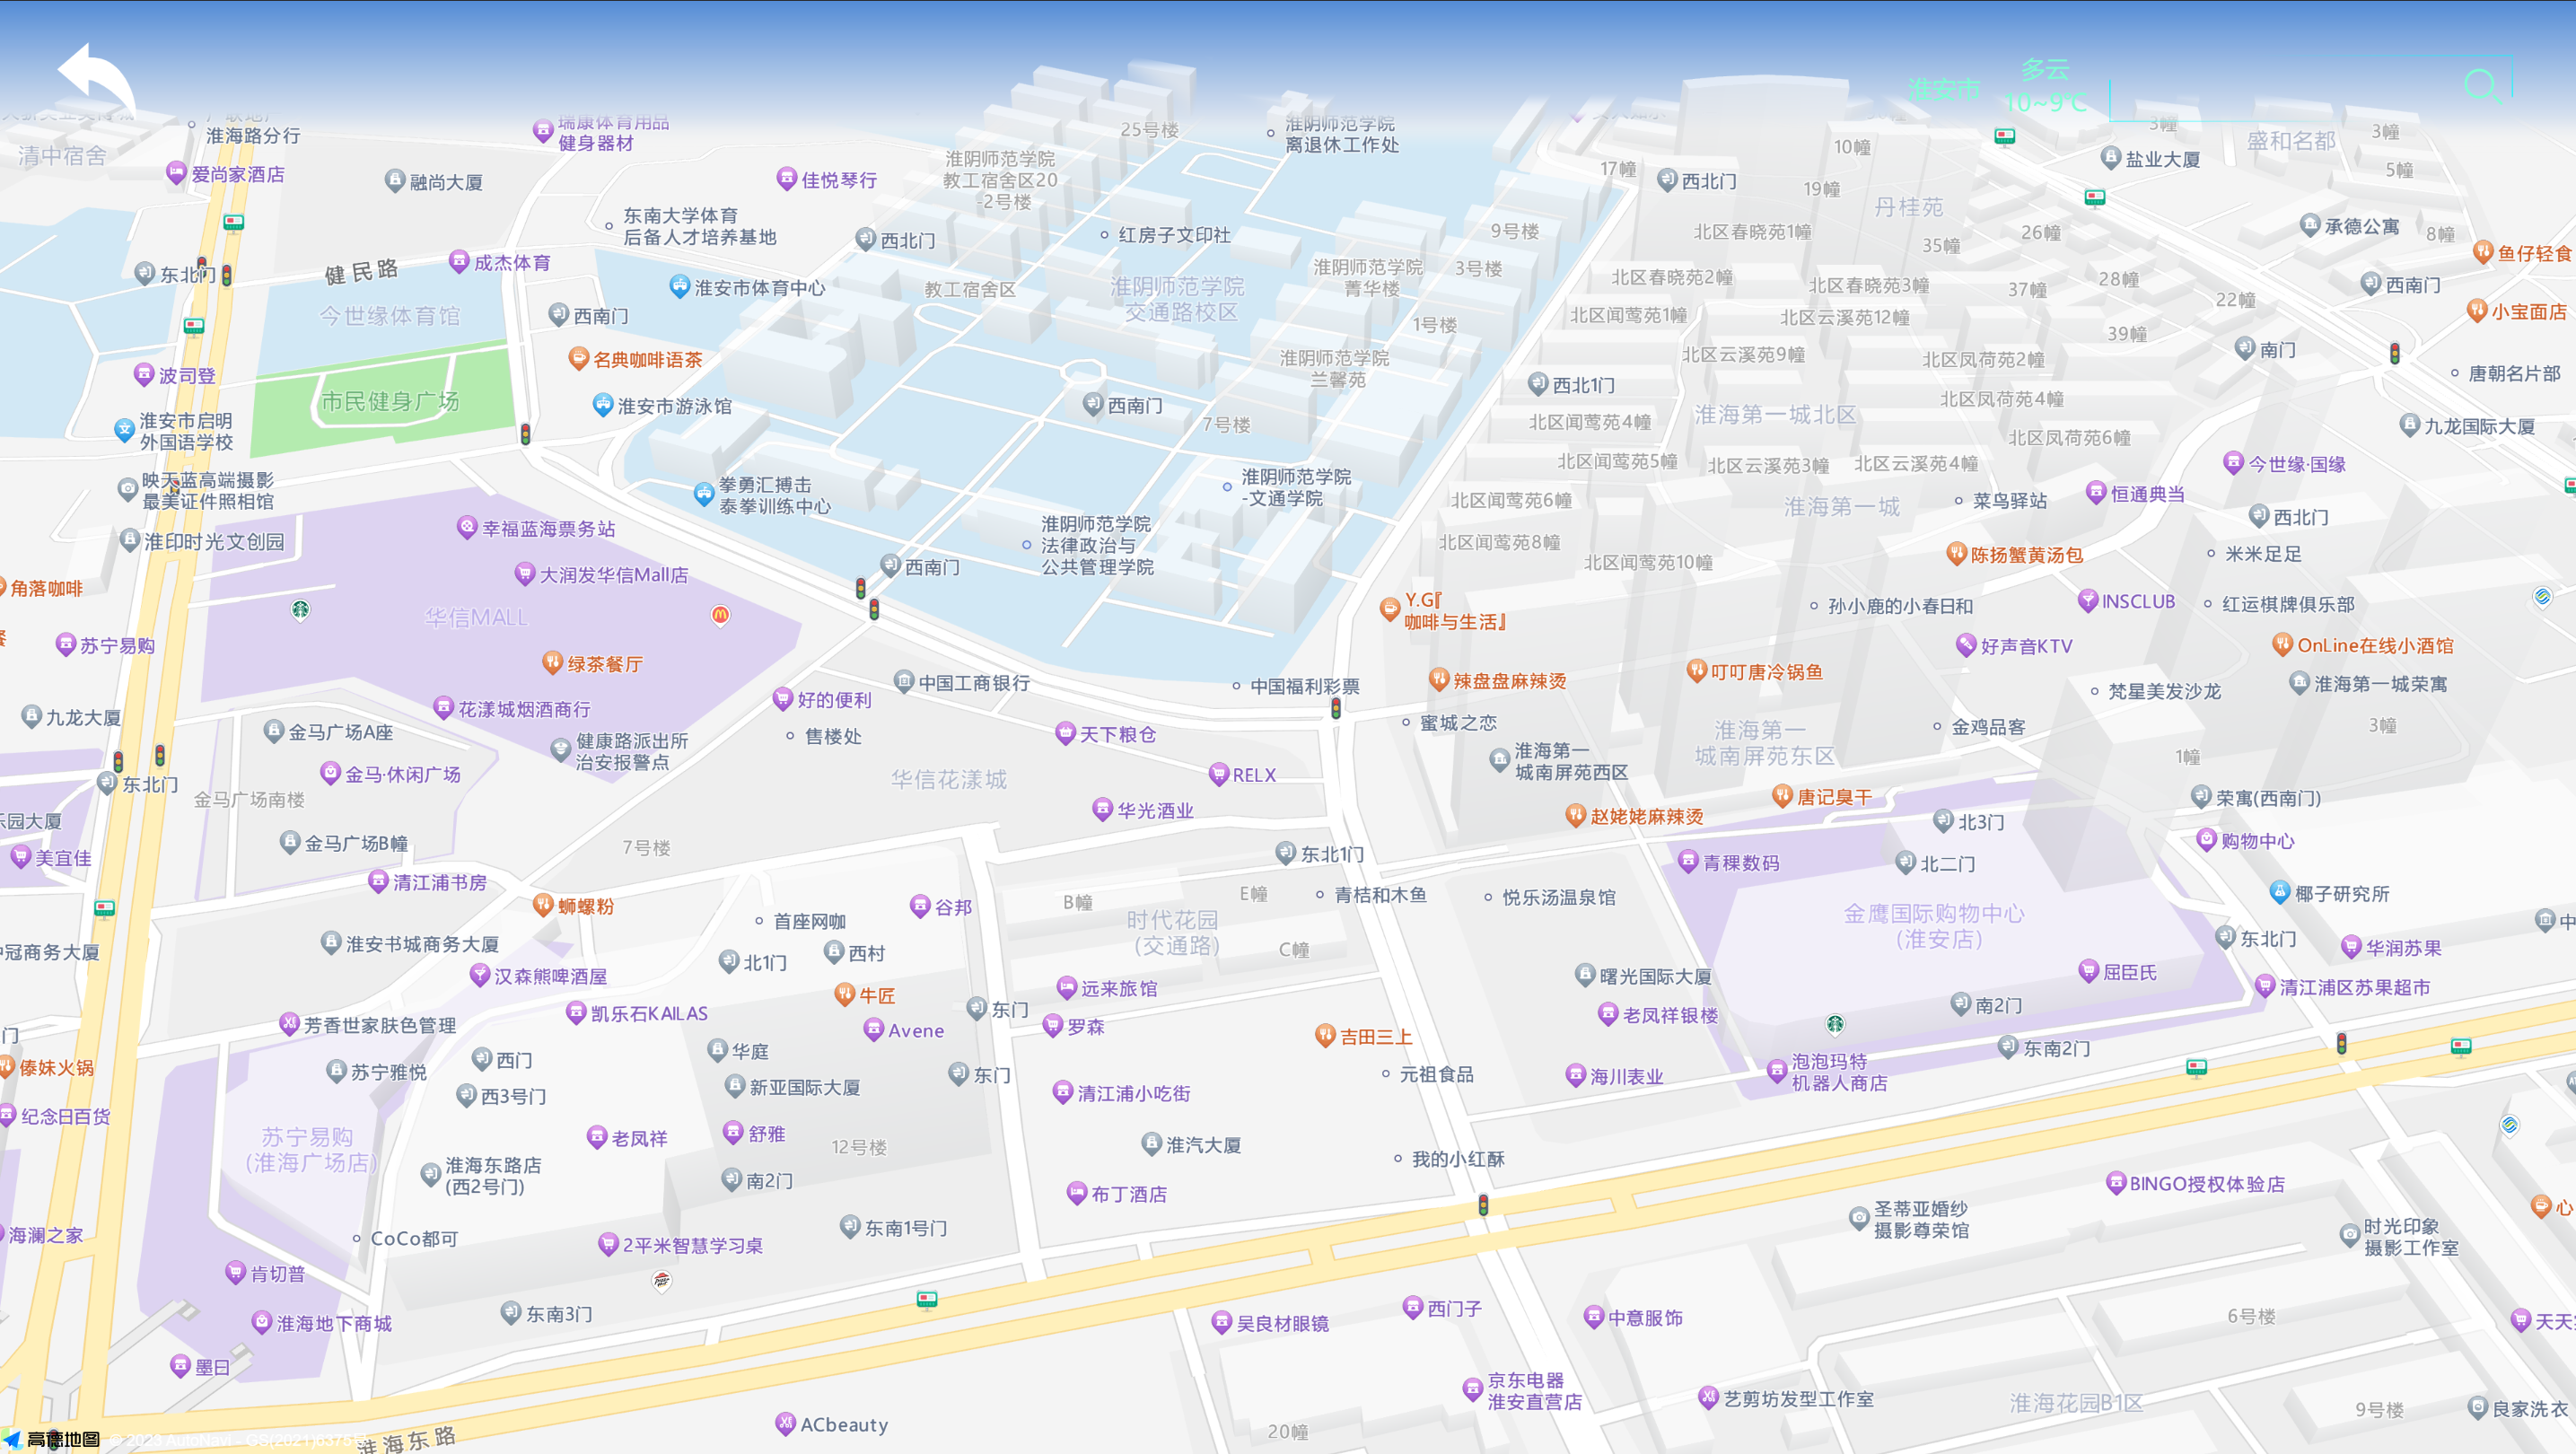 多云
淮安市
10~9℃
淮海路分行
清中宿舍
爱尚家酒店
融尚大厦
瑞康体育用品
健身器材
佳悦琴行
淮阴师范学院
教工宿舍区20
-2号楼
25号楼
淮阴师范学院
离退休工作处
17幢
西北门
10幢
19幢
丹桂苑
盐业大厦
3幢
盛和名都
3幢
5幢
东南大学体育
后备人才培养基地
西北门
红房子文印社
9号楼
北区春晓苑1幢
35幢
26幢
承德公寓
8幢
鱼仔轻食
东北门
健民路
成杰体育
淮安市体育中心
教工宿舍区
淮阴师范学院
交通路校区
淮阴师范学院
菁华楼
3号楼
北区春晓苑2幢
北区春晓苑3幢
37幢
28幢
22幢
西南门
今世缘体育馆
西南门
1号楼
北区闻莺苑1幢
北区云溪苑12幢
39幢
小宝面店
名典咖啡语茶
淮阴师范学院
兰馨苑
北区云溪苑9幢
北区凤荷苑2幢
南门
唐朝名片部
波司登
市民健身广场
淮安市游泳馆
西南门
7号楼
西北1门
北区闻莺苑4幢
淮海第一城北区
北区凤荷苑4幢
北区凤荷苑6幢
九龙国际大厦
淮安市启明
外国语学校
映天蓝高端摄影
最美证件照相馆
拳勇汇搏击
泰拳训练中心
淮阴师范学院
-文通学院
北区闻莺苑5幢
北区云溪苑3幢
北区云溪苑4幢
今世缘·国缘
北区闻莺苑6幢
淮海第一城
菜鸟驿站
恒通典当
西北门
淮印时光文创园
幸福蓝海票务站
大润发华信Mall店
西南门
淮阴师范学院
法律政治与
公共管理学院
北区闻莺苑8幢
北区闻莺苑10幢
陈扬蟹黄汤包
米米足足
角落咖啡
华信MALL
Y.G『
咖啡与生活』
孙小鹿的小春日和
INSCLUB
红运棋牌俱乐部
苏宁易购
绿茶餐厅
好声音KTV
OnLine在线小酒馆
中国工商银行
中国福利彩票
辣盘盘麻辣烫
叮叮唐冷锅鱼
梵星美发沙龙
淮海第一城荣寓
九龙大厦
金马广场A座
花漾城烟酒商行
好的便利
售楼处
天下粮仓
蜜城之恋
淮海第一
城南屏苑东区
金鸡品客
3幢
健康路派出所
治安报警点
淮海第一
城南屏苑西区
1幢
东北门
金马·休闲广场
金马广场南楼
华信花漾城
RELX
华光酒业
赵姥姥麻辣烫
唐记臭干
荣寓(西南门)
乐园大厦
美宜佳
金马广场B幢
7号楼
东北1门
北3门
北二门
购物中心
清江浦书房
蛳螺粉
谷邦
B幢
E幢
青桔和木鱼
悦乐汤温泉馆
青稞数码
椰子研究所
冠商务大厦
淮安书城商务大厦
首座网咖
时代花园
(交通路)
C幢
金鹰国际购物中心
(淮安店)
东北门
中
华润苏果
汉森熊啤酒屋
北1门
西村
曙光国际大厦
屈臣氏
清江浦区苏果超市
凯乐石KAILAS
牛匠
东门
远来旅馆
南2门
门
芳香世家肤色管理
Avene
罗森
吉田三上
老凤祥银楼
傣妹火锅
苏宁雅悦
西门
华庭
东门
元祖食品
海川表业
泡泡玛特
机器人商店
东南2门
西3号门
新亚国际大厦
清江浦小吃街
纪念日百货
苏宁易购
(淮海广场店)
老凤祥
舒雅
12号楼
淮汽大厦
我的小红酥
淮海东路店
(西2号门)
南2门
布丁酒店
BINGO授权体验店
海澜之家
CoCo都可
2平米智慧学习桌
东南1号门
圣蒂亚婚纱
摄影尊荣馆
时光印象
摄影工作室
心
肯切普
淮海地下商城
东南3门
吴良材眼镜
西门子
中意服饰
6号楼
天天
墨曰
京东电器
淮安直营店
艺剪坊发型工作室
淮海花园B1区
9号楼
良家洗衣
ACbeauty
20幢
高德地图
© 2023 AutoNavi - GS(2021)6375号
淮海东路